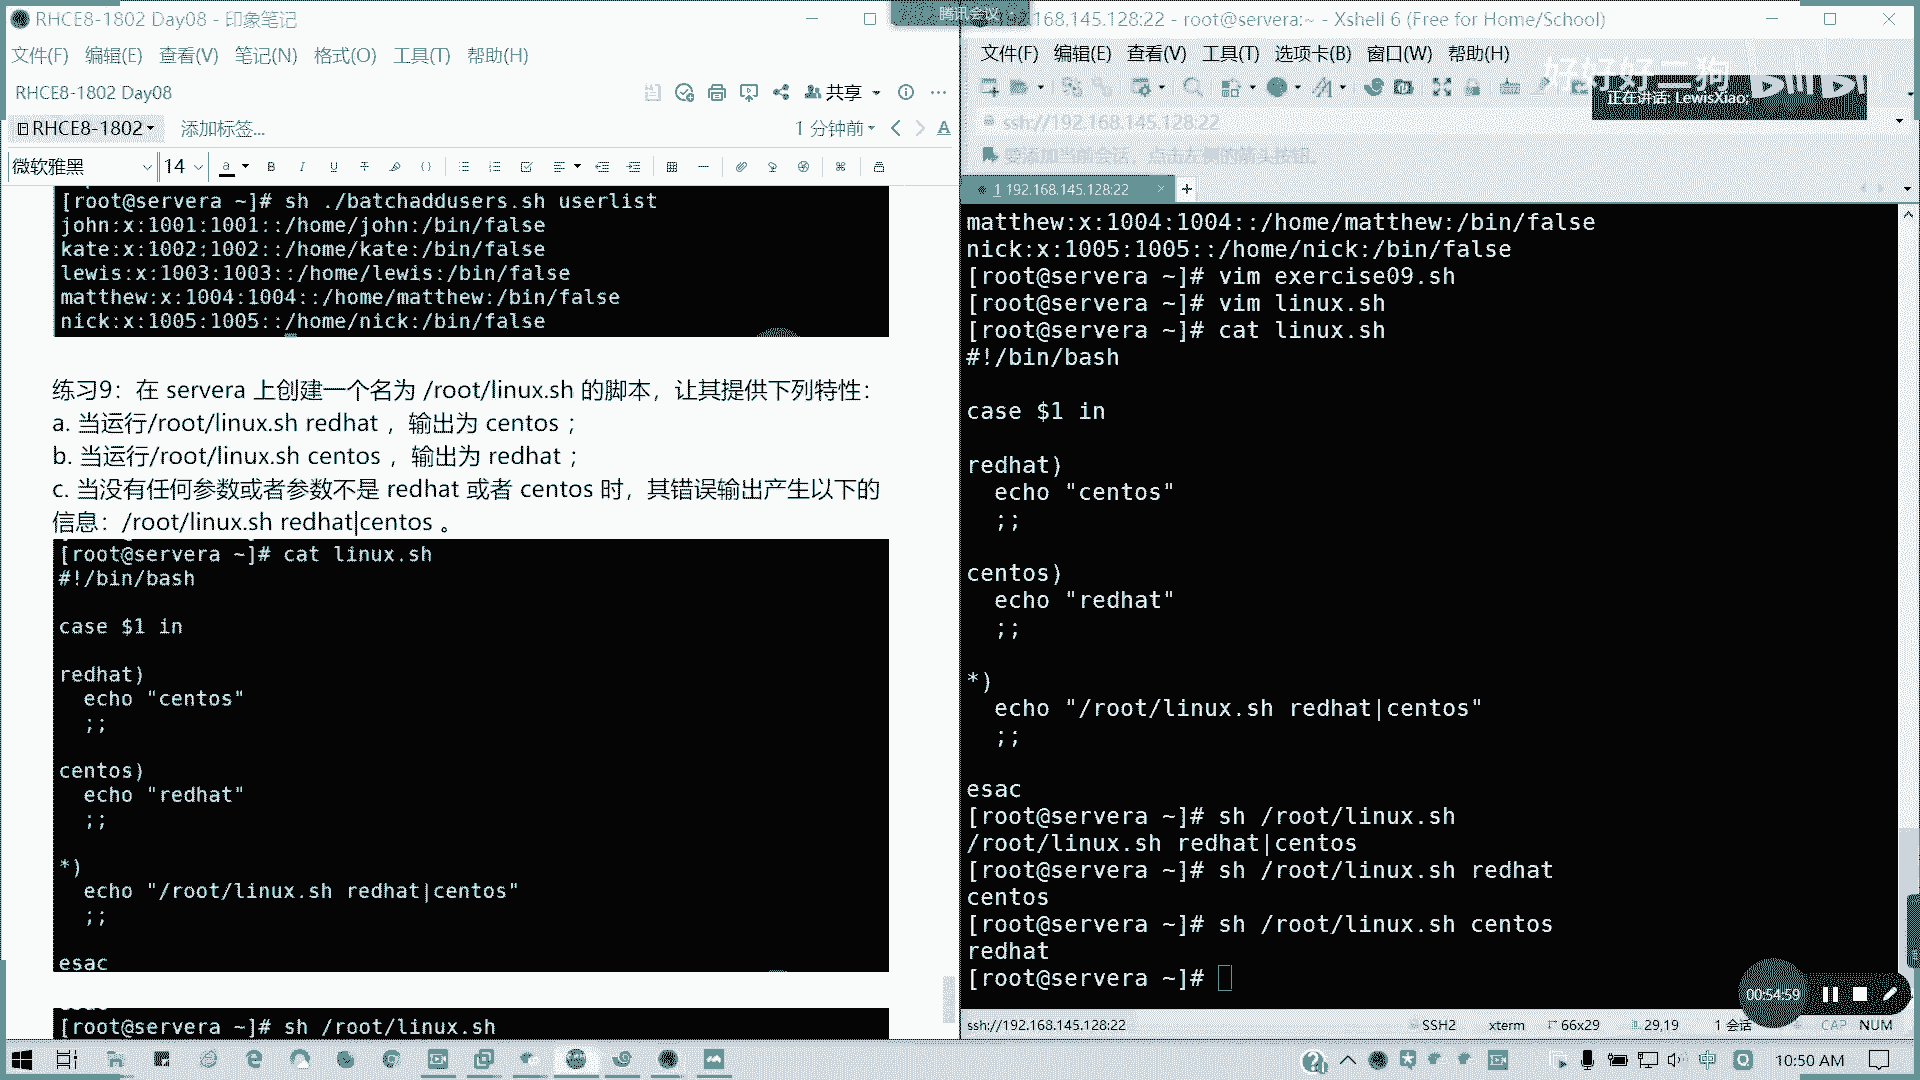 RHCE8-1802 Day08 - 印象笔记
文件(F) 编辑(E) 查看(V) 笔记(N) 格式(O) 工具(T) 帮助(H)
RHCE8-1802 Day08
共享
RHCE8-1802
添加标签...
1 分钟前
微软雅黑
14
[root@servera ~]# sh ./batchaddusers.sh userlist
john:x:1001:1001::/home/john:/bin/false
kate:x:1002:1002::/home/kate:/bin/false
lewis:x:1003:1003::/home/lewis:/bin/false
matthew:x:1004:1004::/home/matthew:/bin/false
nick:x:1005:1005::/home/nick:/bin/false
练习9：在 servera 上创建一个名为 /root/linux.sh 的脚本，让其提供下列特性：
a. 当运行/root/linux.sh redhat ，输出为 centos ；
b. 当运行/root/linux.sh centos ，输出为 redhat ；
c. 当没有任何参数或者参数不是 redhat 或者 centos 时，其错误输出产生以下的
信息：/root/linux.sh redhat|centos 。
[root@servera ~]# cat linux.sh
#!/bin/bash
case $1 in
redhat)
echo "centos"
;;
centos)
echo "redhat"
;;
*)
echo "/root/linux.sh redhat|centos"
;;
esac
[root@servera ~]# sh /root/linux.sh
腾讯会议
168.145.128:22 - root@servera:~ - Xshell 6 (Free for Home/School)
文件(F) 编辑(E) 查看(V) 工具(T) 选项卡(B) 窗口(W) 帮助(H)
正在讲话: LewisXiao;
ssh://192.168.145.128:22
要添加当前会话，点击左侧的箭头按钮。
1 192.168.145.128:22
matthew:x:1004:1004::/home/matthew:/bin/false
nick:x:1005:1005::/home/nick:/bin/false
[root@servera ~]# vim exercise09.sh
[root@servera ~]# vim linux.sh
[root@servera ~]# cat linux.sh
#!/bin/bash
case $1 in
redhat)
echo "centos"
;;
centos)
echo "redhat"
;;
*)
echo "/root/linux.sh redhat|centos"
;;
esac
[root@servera ~]# sh /root/linux.sh
/root/linux.sh redhat|centos
[root@servera ~]# sh /root/linux.sh redhat
centos
[root@servera ~]# sh /root/linux.sh centos
redhat
[root@servera ~]#
00:54:59
ssh://192.168.145.128:22 SSH2 xterm 66x29 29,19 1 会话 CAP NUM
中
10:50 AM